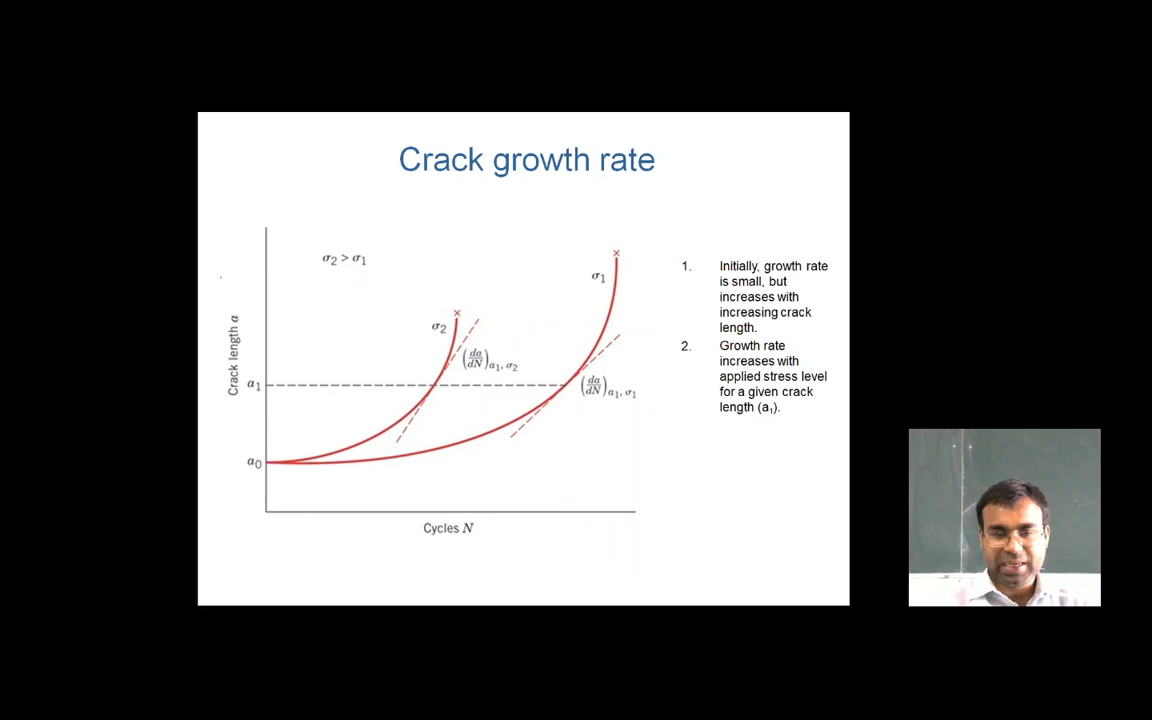 Crack growth rate
σ₂ > σ₁
σ₁
σ₂
(da/dN)a₁, σ₂
(da/dN)a₁, σ₁
a₁
a₀
Crack length a
Cycles N
1. Initially, growth rate
is small, but
increases with
increasing crack
length.
2. Growth rate
increases with
applied stress level
for a given crack
length (a₁).